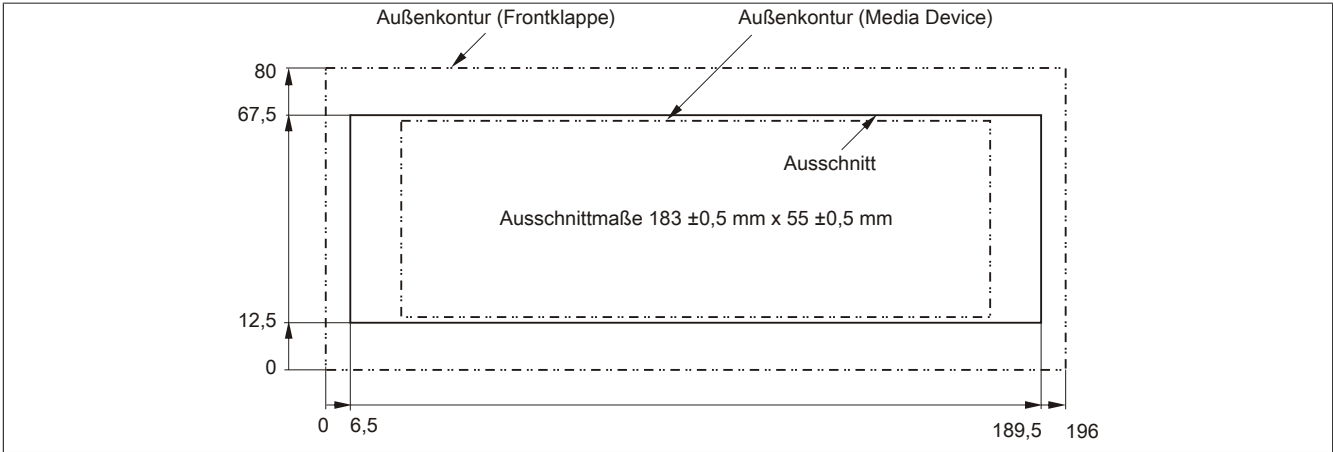 Außenkontur (Frontklappe)
Außenkontur (Media Device)
80
67,5
Ausschnitt
Ausschnittmaße 183 ±0,5 mm x 55 ±0,5 mm
12,5
0
0
6,5
189,5
196